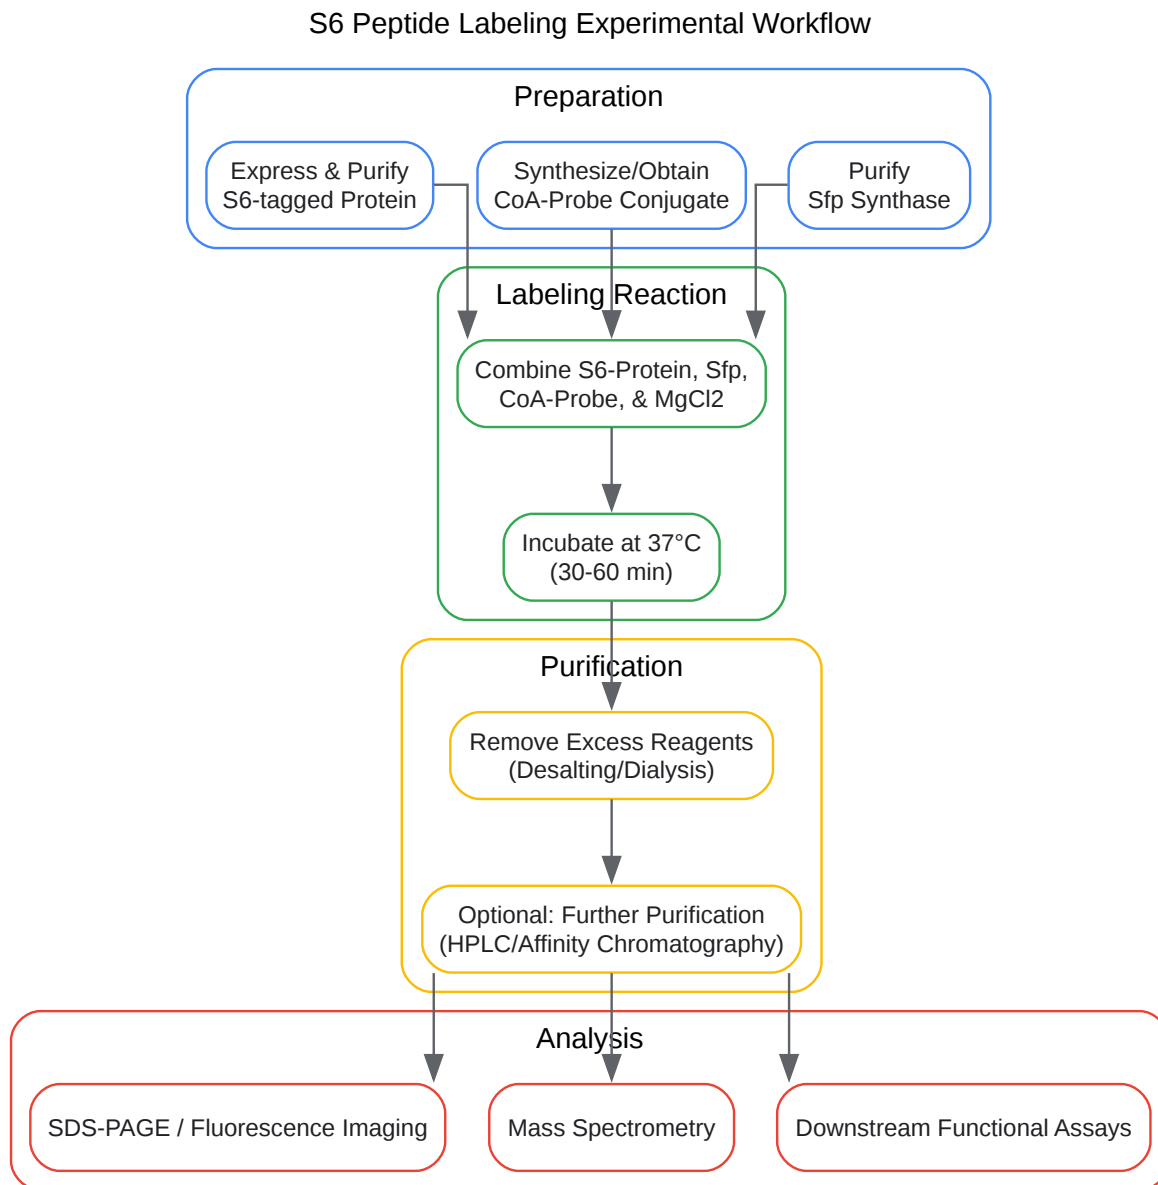 S6 Peptide Labeling Experimental Workflow
Preparation
Express & Purify
S6-tagged Protein
Synthesize/Obtain
CoA-Probe Conjugate
Purify
Sfp Synthase
Labeling Reaction
Combine S6-Protein, Sfp,
CoA-Probe, & MgCl2
Incubate at 37°C
(30-60 min)
Purification
Remove Excess Reagents
(Desalting/Dialysis)
Optional: Further Purification
(HPLC/Affinity Chromatography)
Analysis
SDS-PAGE / Fluorescence Imaging
Mass Spectrometry
Downstream Functional Assays